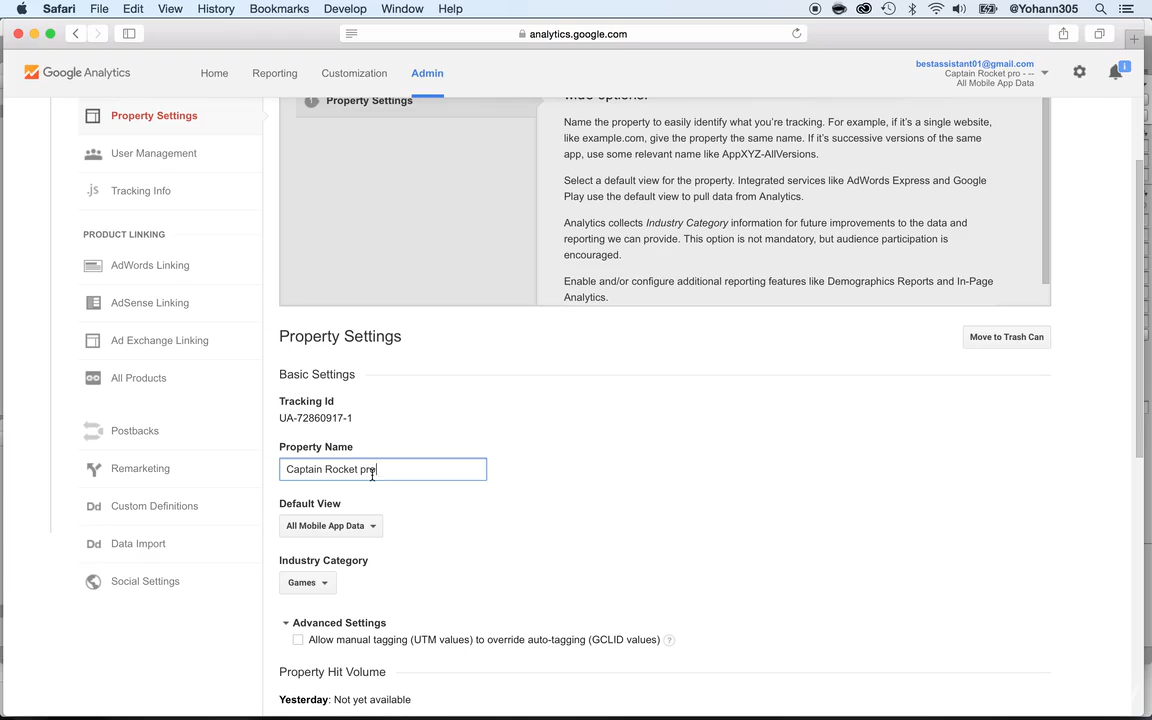 Safari File Edit View History Bookmarks Develop Window Help @Yohann305
analytics.google.com
Google Analytics Home Reporting Customization Admin
bestassistant01@gmail.com
Captain Rocket pro - --
All Mobile App Data
i
Property Settings
User Management
.js Tracking Info
PRODUCT LINKING
AdWords Linking
AdSense Linking
Ad Exchange Linking
All Products
Postbacks
Remarketing
Dd Custom Definitions
Dd Data Import
Social Settings
Property Settings
wide options.
Name the property to easily identify what you're tracking. For example, if it's a single website,
like example.com, give the property the same name. If it's successive versions of the same
app, use some relevant name like AppXYZ-AllVersions.
Select a default view for the property. Integrated services like AdWords Express and Google
Play use the default view to pull data from Analytics.
Analytics collects Industry Category information for future improvements to the data and
reporting we can provide. This option is not mandatory, but audience participation is
encouraged.
Enable and/or configure additional reporting features like Demographics Reports and In-Page
Analytics.
Property Settings
Move to Trash Can
Basic Settings
Tracking Id
UA-72860917-1
Property Name
Captain Rocket pro
Default View
All Mobile App Data
Industry Category
Games
Advanced Settings
Allow manual tagging (UTM values) to override auto-tagging (GCLID values) ?
Property Hit Volume
Yesterday: Not yet available